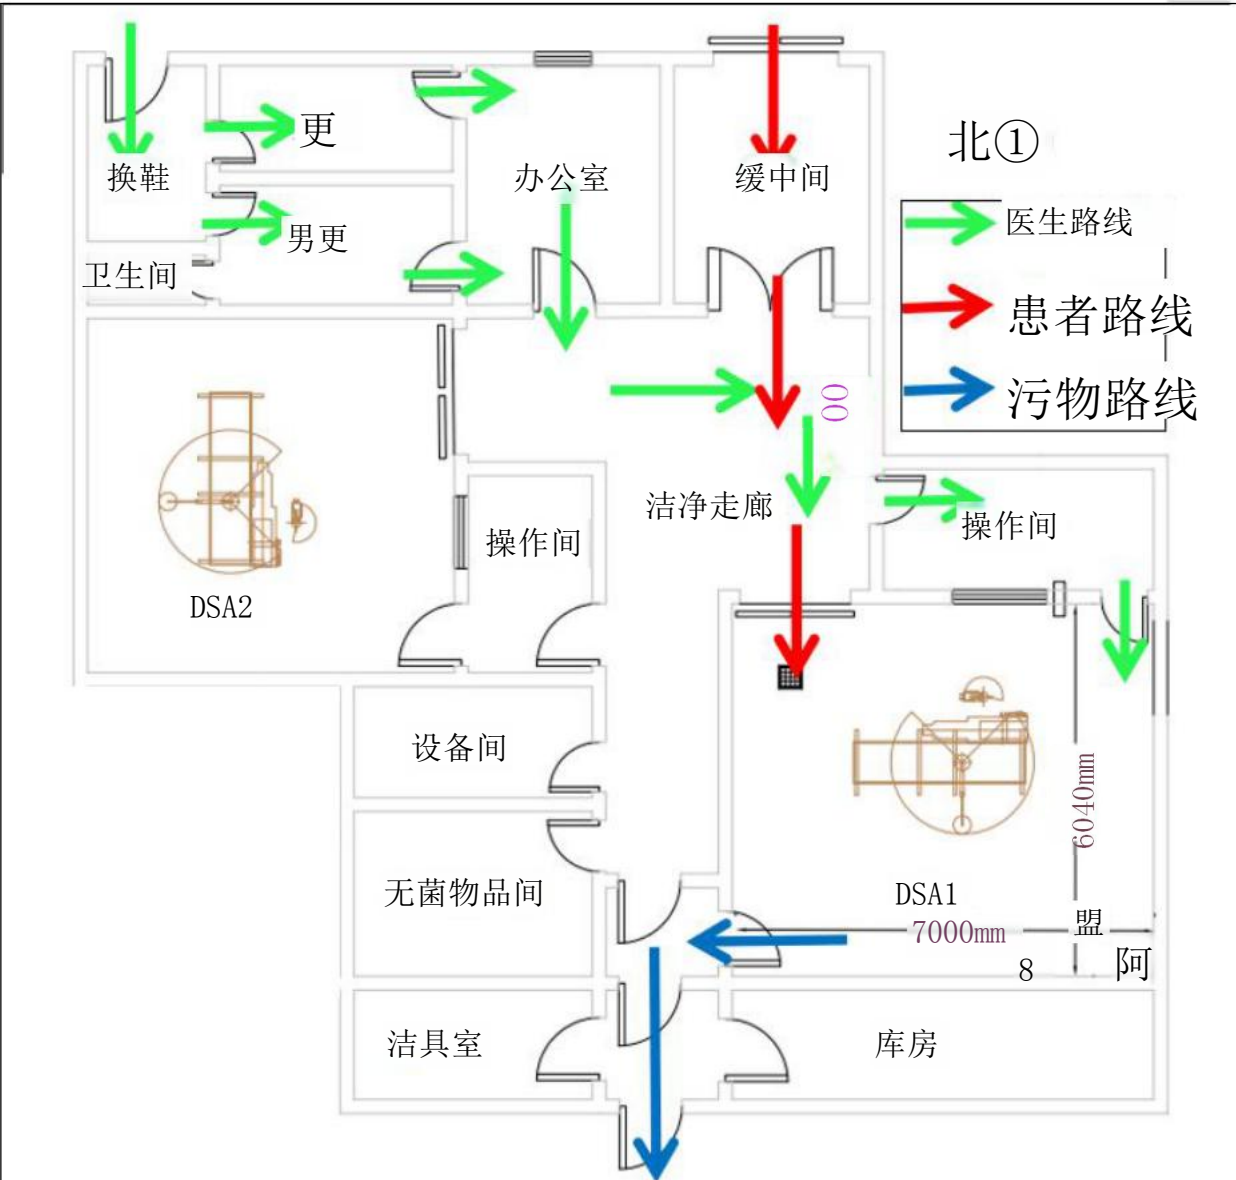 北①
更
换鞋
办公室
缓中间
医生路线
男更
卫生间
患者路线
污物路线
00
洁净走廊
操作间
操作间
DSA2
设备间
6040mm
无菌物品间
DSA1
7000mm
盟
8
阿
洁具室
库房